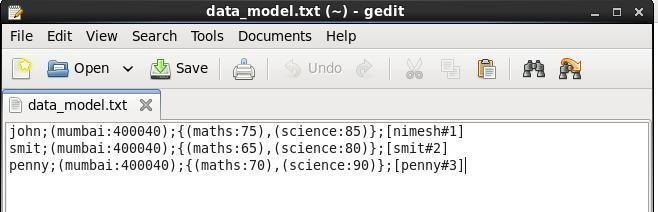 data_model.txt (~) - gedit
File Edit View Search Tools Documents Help
Open Save Undo
data_model.txt
john;(mumbai:400040);{(maths:75),(science:85)};[nimesh#1]
smit;(mumbai:400040);{(maths:65),(science:80)};[smit#2]
penny;(mumbai:400040);{(maths:70),(science:90)};[penny#3]